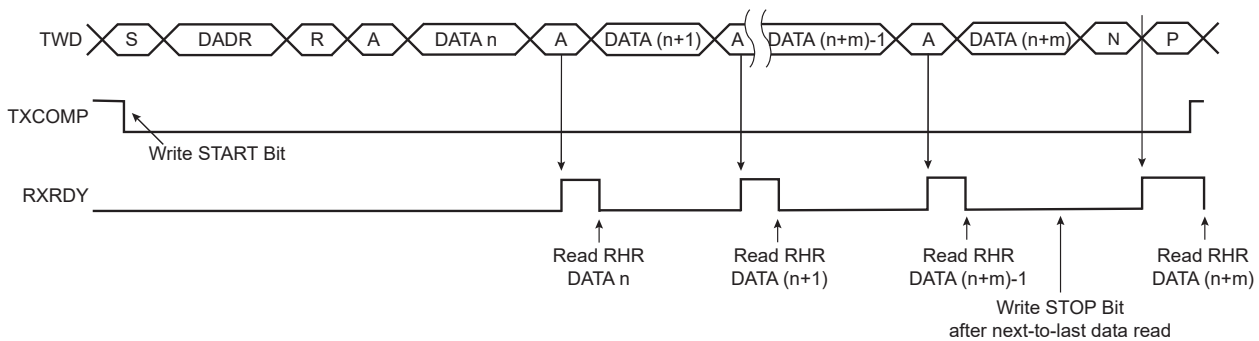 TWD S DADR R A DATA n A DATA (n+1) A DATA (n+m)-1 A DATA (n+m) N P
TXCOMP
Write START Bit
RXRDY
Read RHR Read RHR Read RHR Read RHR
DATA n DATA (n+1) DATA (n+m)-1 DATA (n+m)
Write STOP Bit
after next-to-last data read